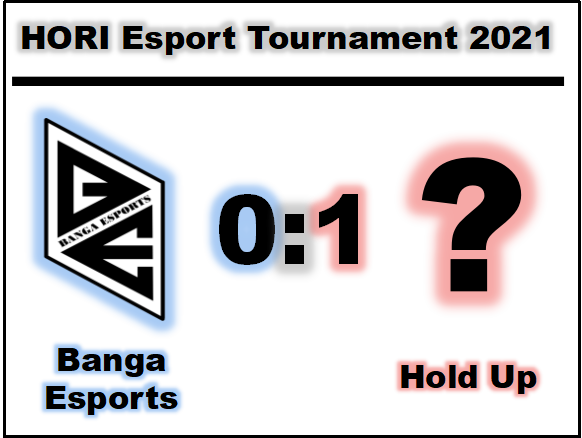 HORI Esport Tournament 2021
BANGA ESPORTS
0:1
?
Banga
Esports
Hold Up